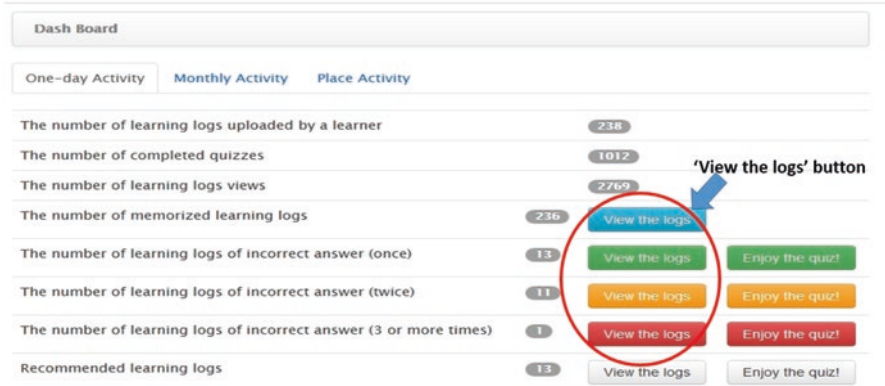 Dash Board
One-day Activity Monthly Activity Place Activity
The number of learning logs uploaded by a learner 238
The number of completed quizzes 1012
'View the logs' button
The number of learning logs views 2769
The number of memorized learning logs 236 View the logs
The number of learning logs of incorrect answer (once) 13 View the logs Enjoy the quiz!
The number of learning logs of incorrect answer (twice) 11 View the logs Enjoy the quiz!
The number of learning logs of incorrect answer (3 or more times) 1 View the logs Enjoy the quiz!
Recommended learning logs 13 View the logs Enjoy the quiz!